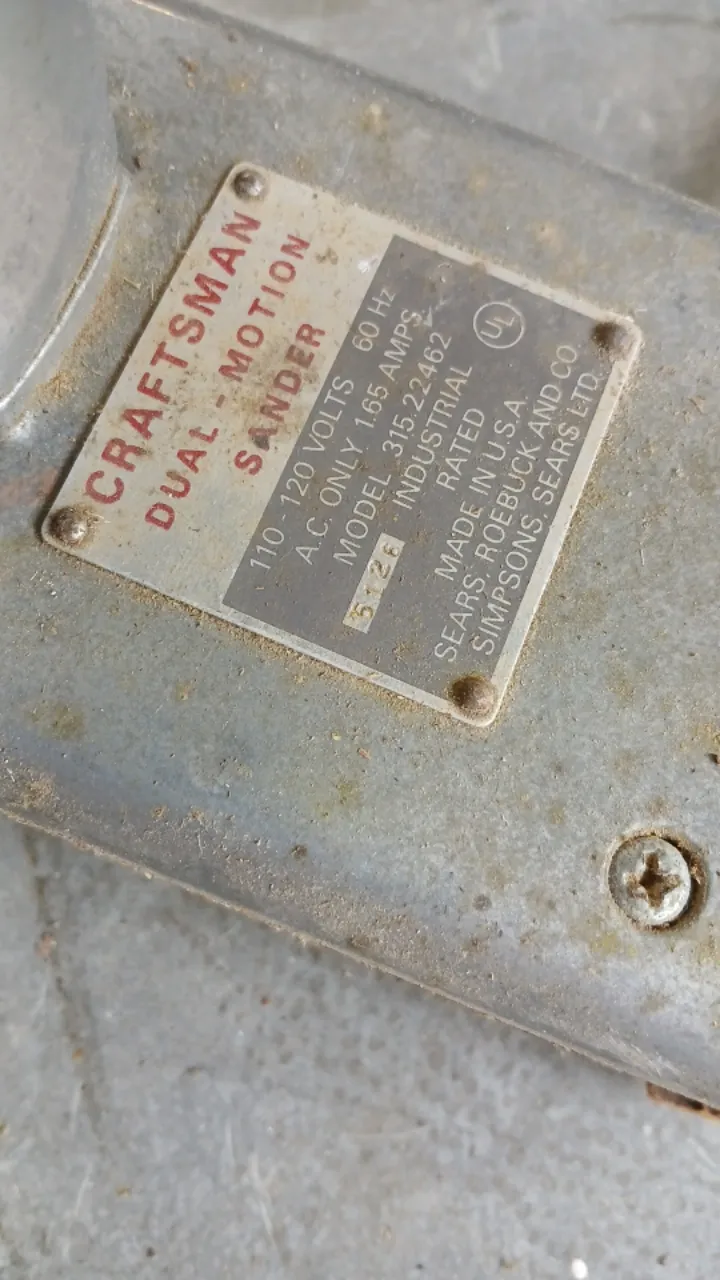 CRAFTSMAN
DUAL - MOTION
SANDER
110 - 120 VOLTS 60 Hz
A.C. ONLY 1.65 AMPS.
MODEL 315.22462
INDUSTRIAL
RATED
UL
MADE IN U.S.A
SEARS, ROEBUCK AND CO
SIMPSONS, SEARS LTD.